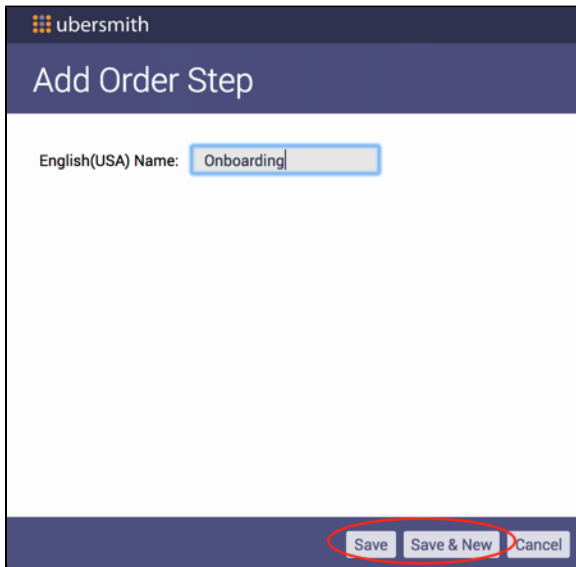 ubersmith
Add Order Step
English(USA) Name: Onboarding
Save Save & New Cancel